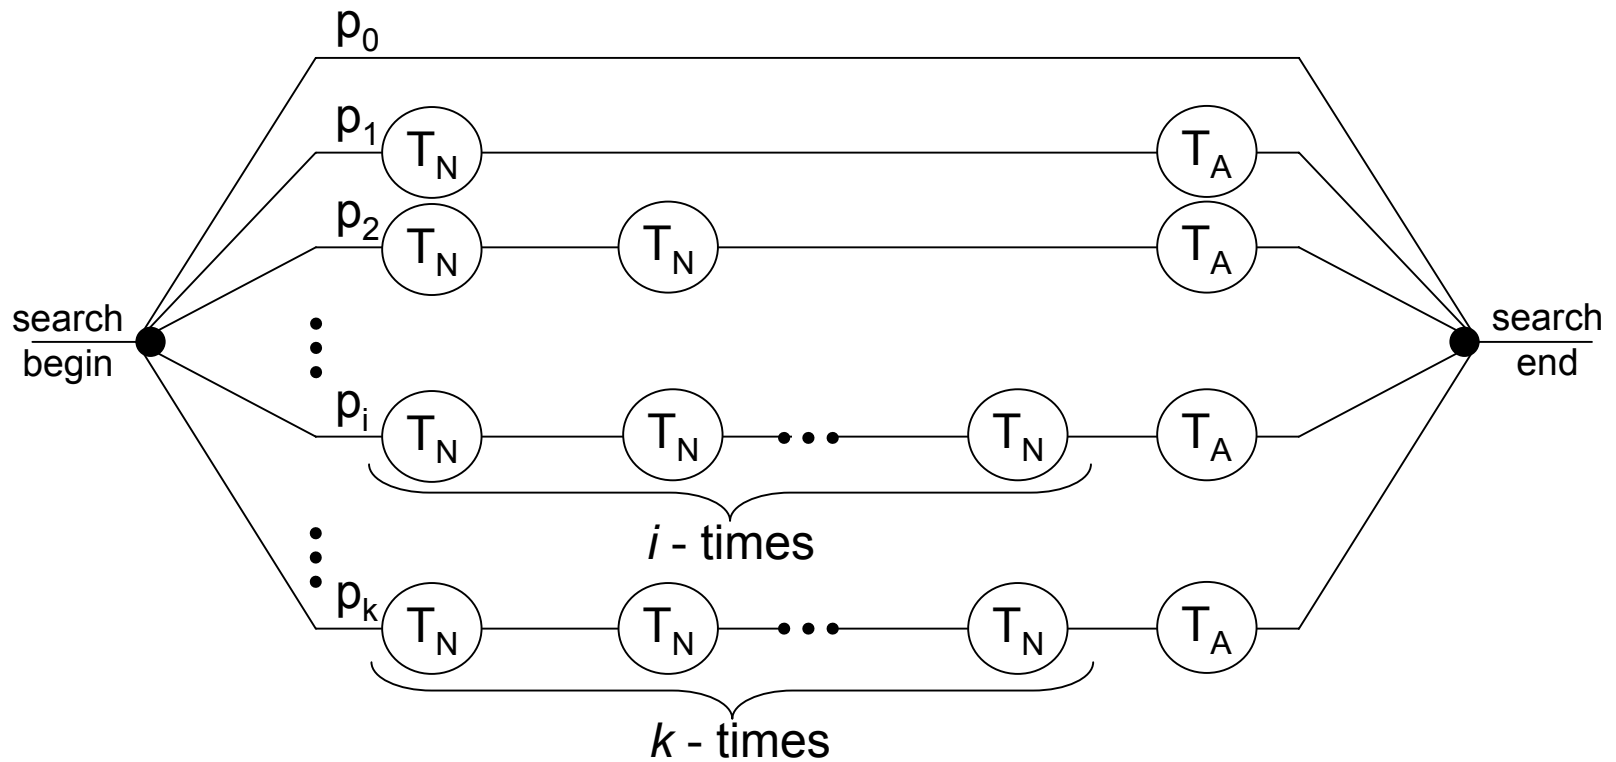 p0
p1 TN TA
p2 TN TN TA
search
begin
search
end
pi TN TN TN TA
i - times
pk TN TN TN TA
k - times